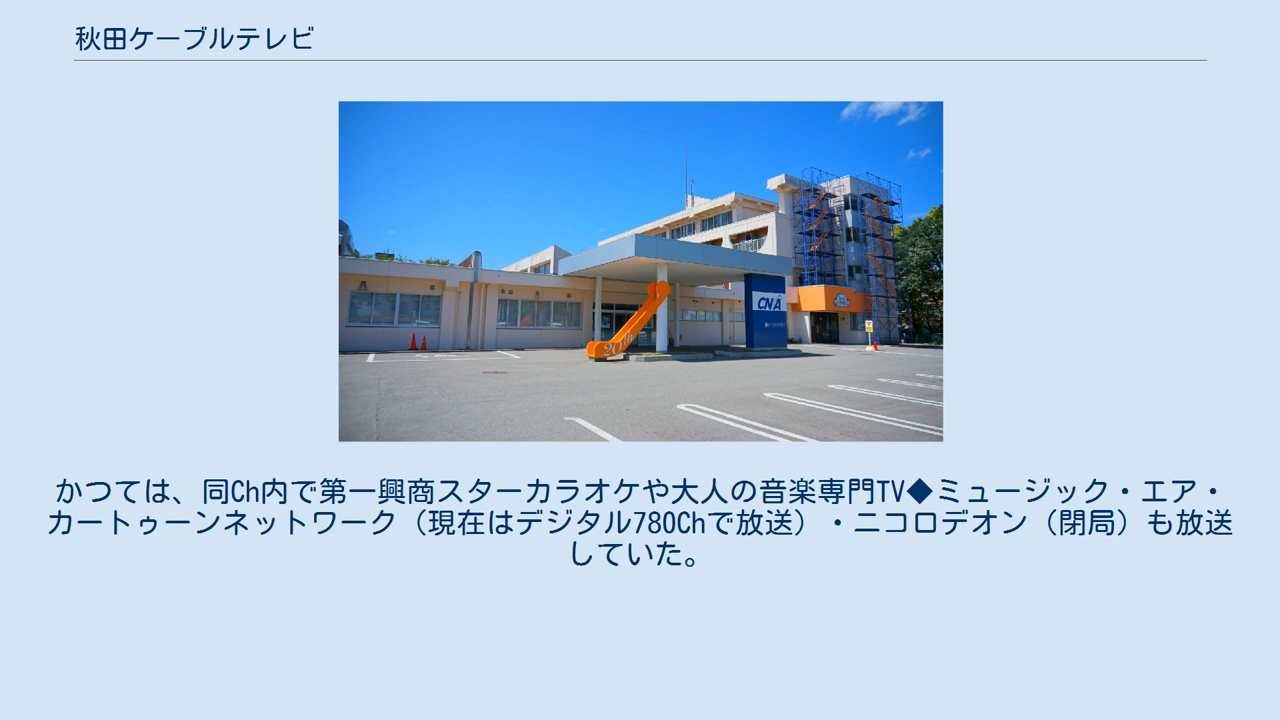 秋田ケーブルテレビ
CNA
20th
かつては、同Ch内で第一興商スターカラオケや大人の音楽専門TV◆ミュージック・エア・
カートゥーンネットワーク（現在はデジタル780Chで放送）・ニコロデオン（閉局）も放送
していた。